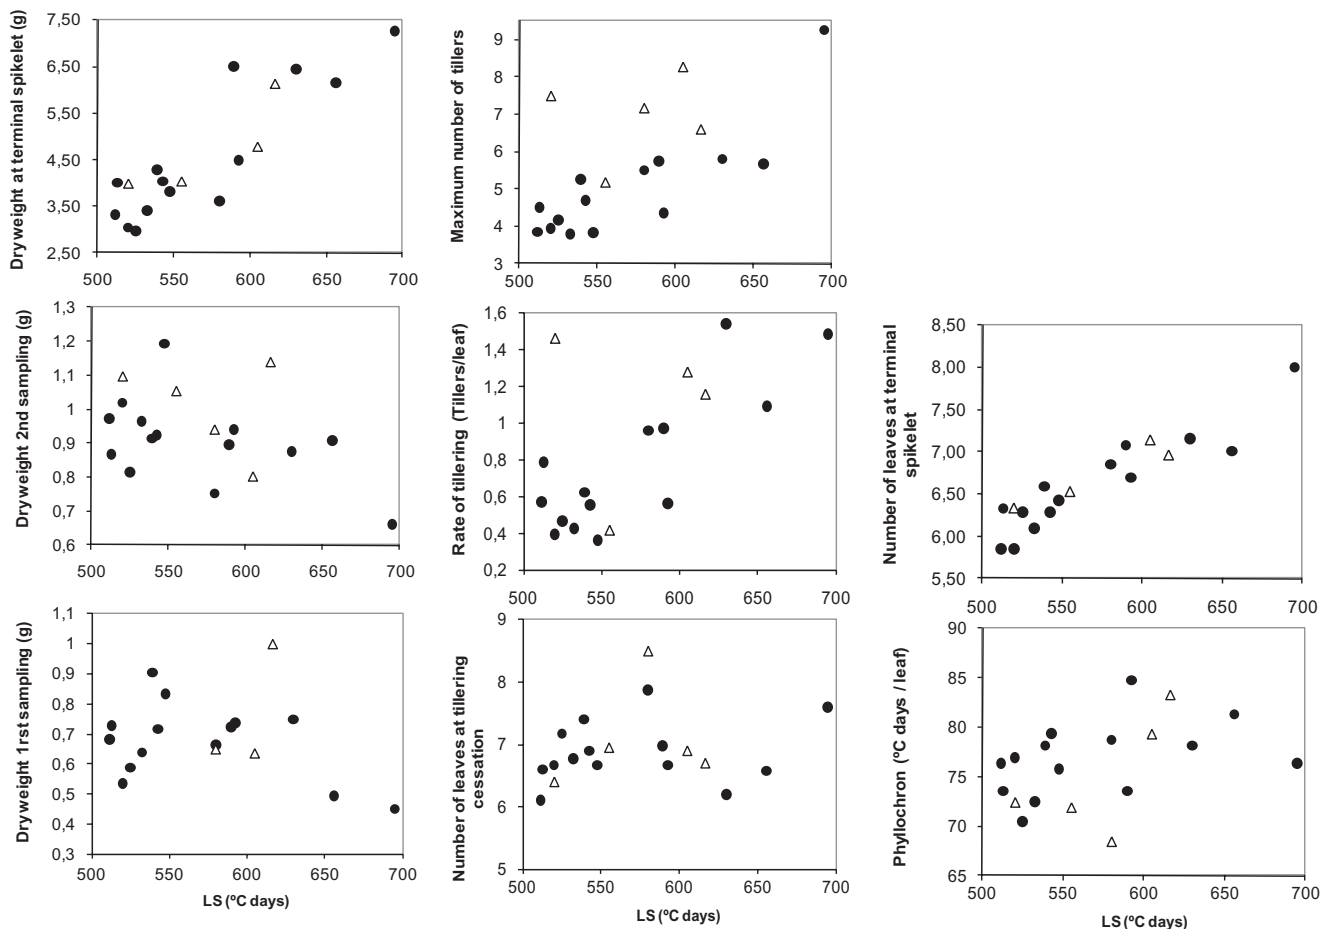 Dry weight at terminal spikelet (g)
7,50
6,50
5,50
4,50
3,50
2,50
500 550 600 650 700
Maximum number of tillers
9
8
7
6
5
4
3
500 550 600 650 700
Dry weight 2nd sampling (g)
1,3
1,2
1,1
1
0,9
0,8
0,7
0,6
500 550 600 650 700
Rate of tillering (Tillers/leaf)
1,6
1,4
1,2
1
0,8
0,6
0,4
0,2
500 550 600 650 700
Number of leaves at terminal
spikelet
8,50
8,00
7,50
7,00
6,50
6,00
5,50
500 550 600 650 700
Dry weight 1rst sampling (g)
1,1
1
0,9
0,8
0,7
0,6
0,5
0,4
0,3
500 550 600 650 700
LS (ºC days)
Number of leaves at tillering
cessation
9
8
7
6
5
500 550 600 650 700
LS (ºC days)
Phyllochron (ºC days / leaf)
90
85
80
75
70
65
500 550 600 650 700
LS (ºC days)